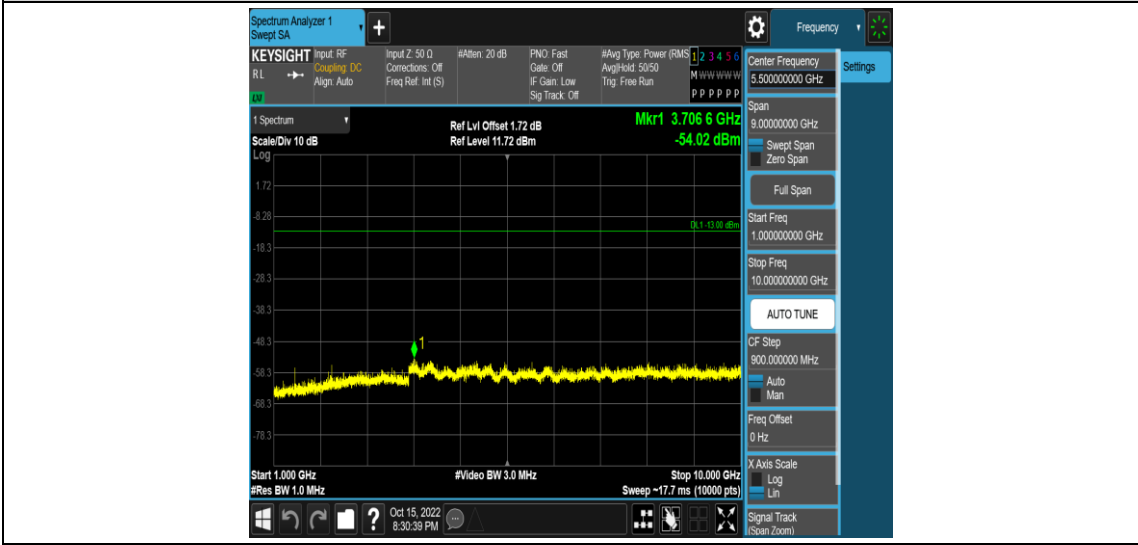 Spectrum Analyzer 1
Swept SA
+
Frequency
KEYSIGHT
Input: RF
Input Z: 50 Ω
#Atten: 20 dB
PNO: Fast
#Avg Type: Power (RMS
1 2 3 4 5 6
R L
Coupling: DC
Corrections: Off
Gate: Off
Avg|Hold: 50/50
M W W W W W
Align: Auto
Freq Ref: Int (S)
IF Gain: Low
Trig: Free Run
Sig Track: Off
P P P P P P
LXI
1 Spectrum
Ref Lvl Offset 1.72 dB
Mkr1 3.706 6 GHz
Scale/Div 10 dB
Ref Level 11.72 dBm
-54.02 dBm
Log
1.72
-8.28
DL1 -13.00 dBm
-18.3
-28.3
-38.3
-48.3
1
-58.3
-68.3
-78.3
Start 1.000 GHz
#Video BW 3.0 MHz
Stop 10.000 GHz
#Res BW 1.0 MHz
Sweep ~17.7 ms (10000 pts)
?
Oct 15, 2022
8:30:39 PM
Center Frequency
5.500000000 GHz
Settings
Span
9.00000000 GHz
Swept Span
Zero Span
Full Span
Start Freq
1.000000000 GHz
Stop Freq
10.000000000 GHz
AUTO TUNE
CF Step
900.000000 MHz
Auto
Man
Freq Offset
0 Hz
X Axis Scale
Log
Lin
Signal Track
(Span Zoom)